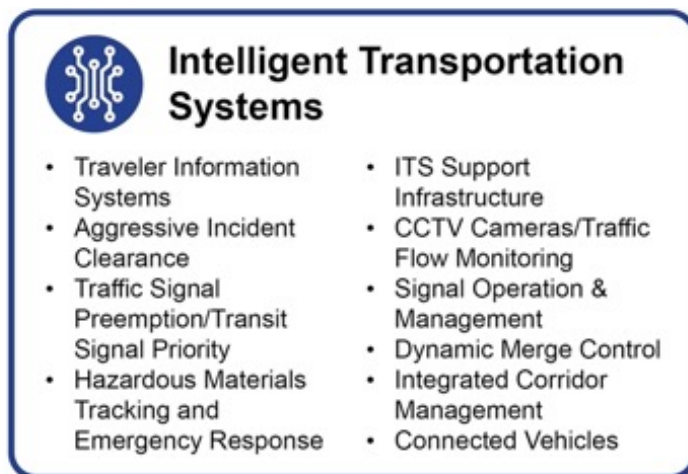 Intelligent Transportation
Systems
• Traveler Information
Systems
• Aggressive Incident
Clearance
• Traffic Signal
Preemption/Transit
Signal Priority
• Hazardous Materials
Tracking and
Emergency Response
• ITS Support
Infrastructure
• CCTV Cameras/Traffic
Flow Monitoring
• Signal Operation &
Management
• Dynamic Merge Control
• Integrated Corridor
Management
• Connected Vehicles